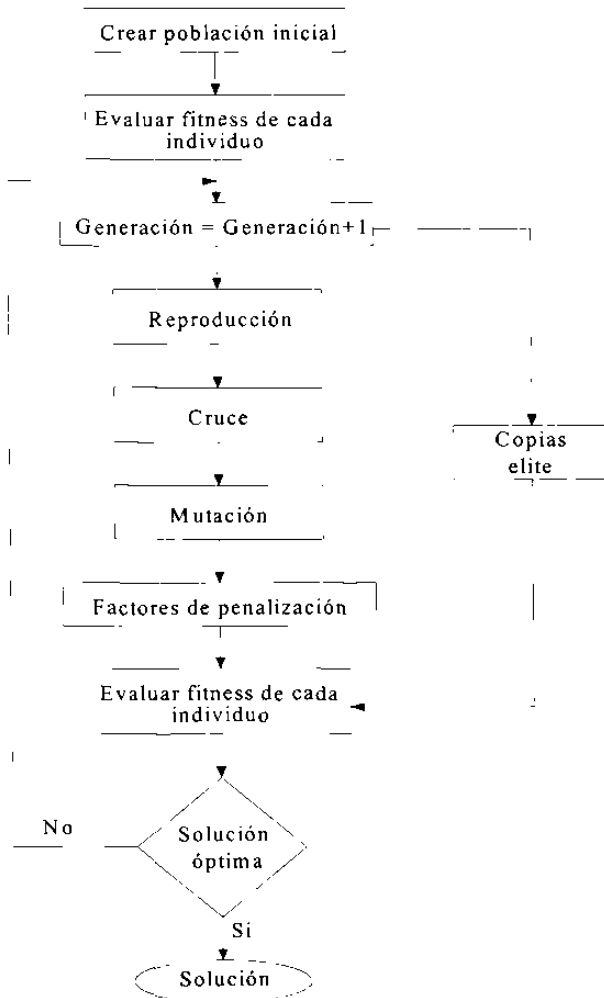 Crear población inicial
Evaluar fitness de cada
individuo
Generación = Generación+1
Reproducción
Cruce
Copias
elite
Mutación
Factores de penalización
Evaluar fitness de cada
individuo
No
Solución
óptima
Si
Solución